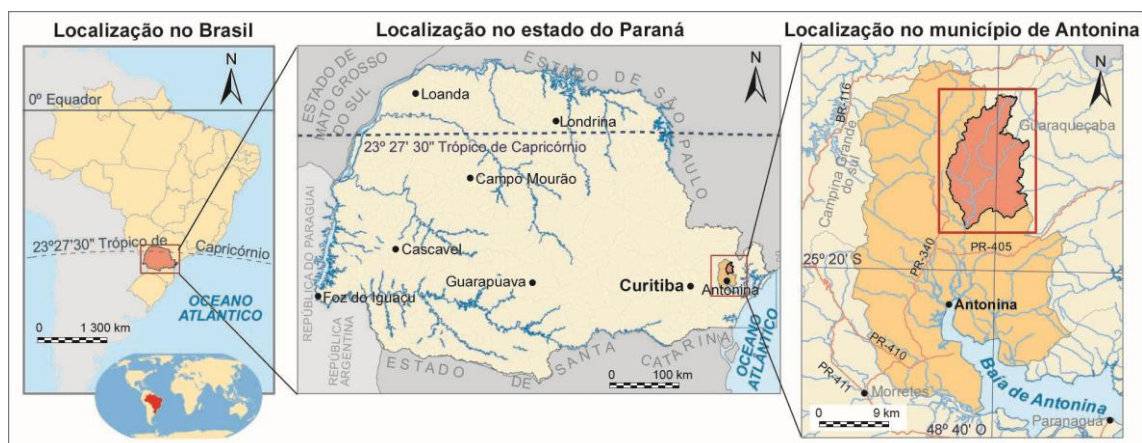 Localização no Brasil
N
0º Equador
23º27'30" Trópico de Capricórnio
OCEANO
ATLÂNTICO
0 1 300 km
Localização no estado do Paraná
N
ESTADO DE
MATO GROSSO
DO SUL
ESTADO DE SÃO PAULO
Loanda
Londrina
23º 27' 30" Trópico de Capricórnio
Campo Mourão
REPÚBLICA DO PARAGUAI
Cascavel
Guarapuava
Curitiba
Antonina
Foz do Iguaçu
REPÚBLICA
ARGENTINA
ESTADO DE SANTA CATARINA
OCEANO
ATLÂNTICO
0 100 km
Localização no município de Antonina
N
BR-116
Guaraqueçaba
Campina Grande
do sul
PR-340
PR-405
25º 20' S
Antonina
PR-410
Baía de Antonina
PR-411
Morretes
Paranaguá
0 9 km
48º 40' O